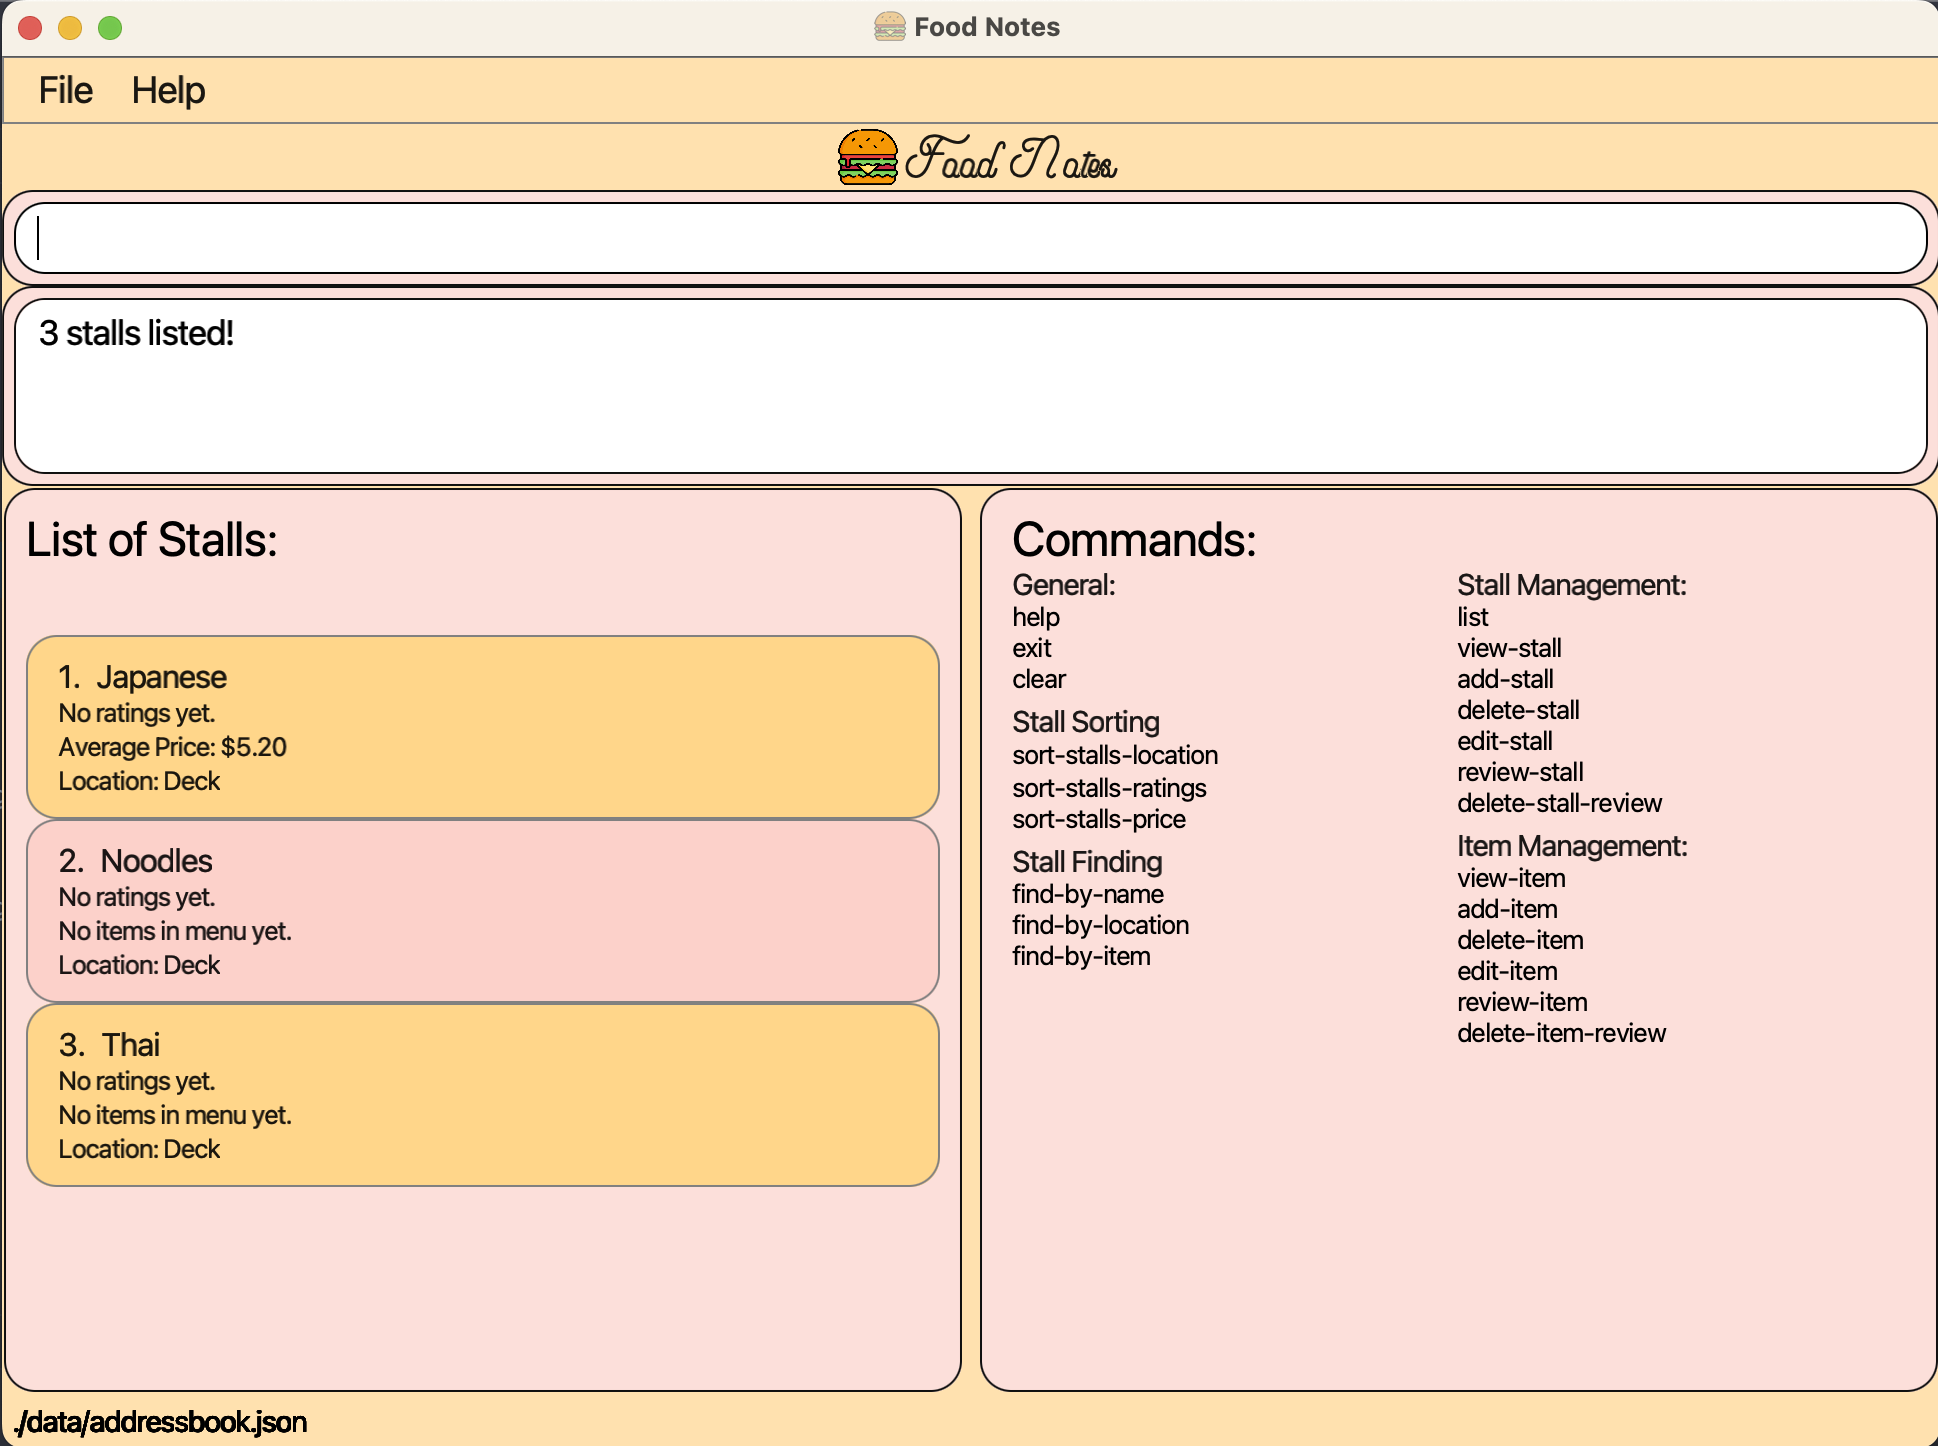 Food Notes
File Help
Food Notes
3 stalls listed!
List of Stalls:
1. Japanese
No ratings yet.
Average Price: $5.20
Location: Deck
2. Noodles
No ratings yet.
No items in menu yet.
Location: Deck
3. Thai
No ratings yet.
No items in menu yet.
Location: Deck
Commands:
General:
help
exit
clear
Stall Sorting
sort-stalls-location
sort-stalls-ratings
sort-stalls-price
Stall Finding
find-by-name
find-by-location
find-by-item
Stall Management:
list
view-stall
add-stall
delete-stall
edit-stall
review-stall
delete-stall-review
Item Management:
view-item
add-item
delete-item
edit-item
review-item
delete-item-review
./data/addressbook.json